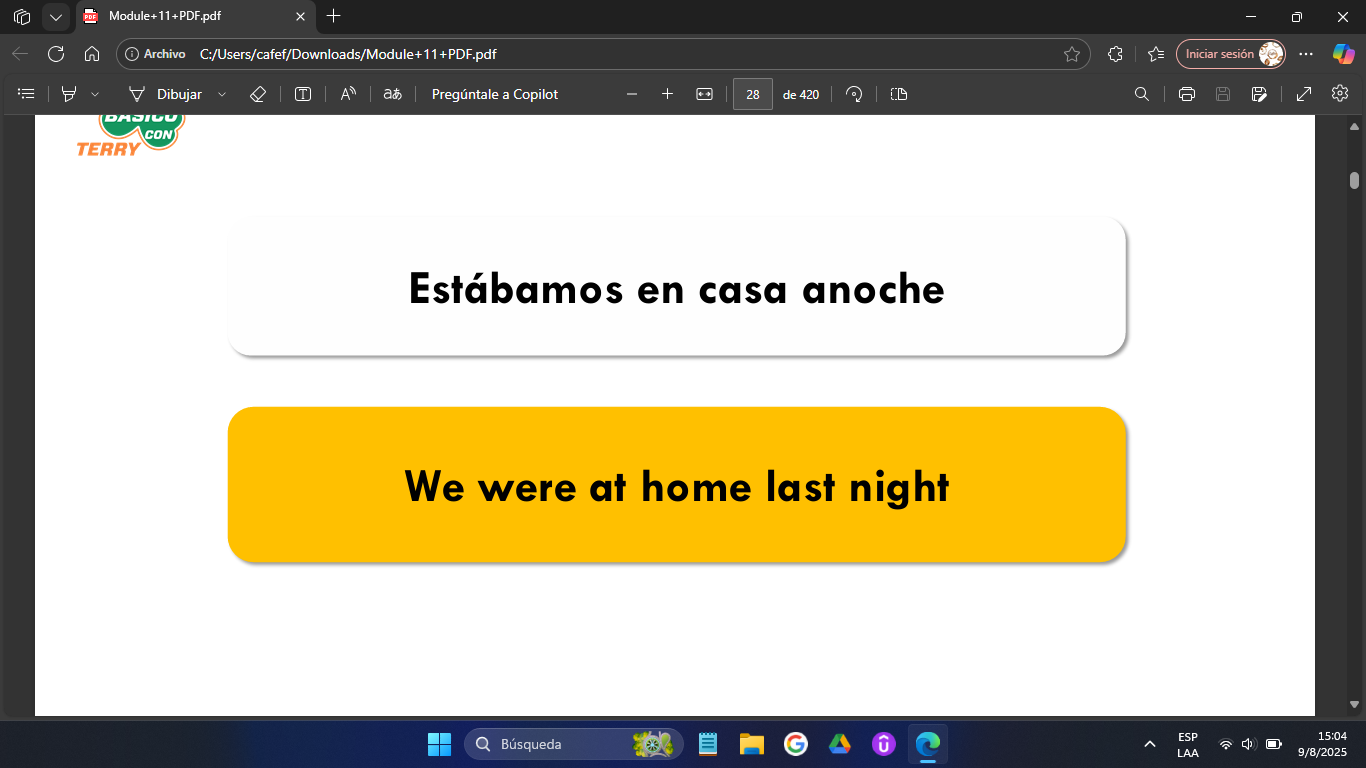 Module+11+PDF.pdf
Archivo C:/Users/cafef/Downloads/Module+11+PDF.pdf
Iniciar sesión
Dibujar
Pregúntale a Copilot
28 de 420
BÁSICO
CON
TERRY
Estábamos en casa anoche
We were at home last night
Búsqueda
ESP
LAA
15:04
9/8/2025